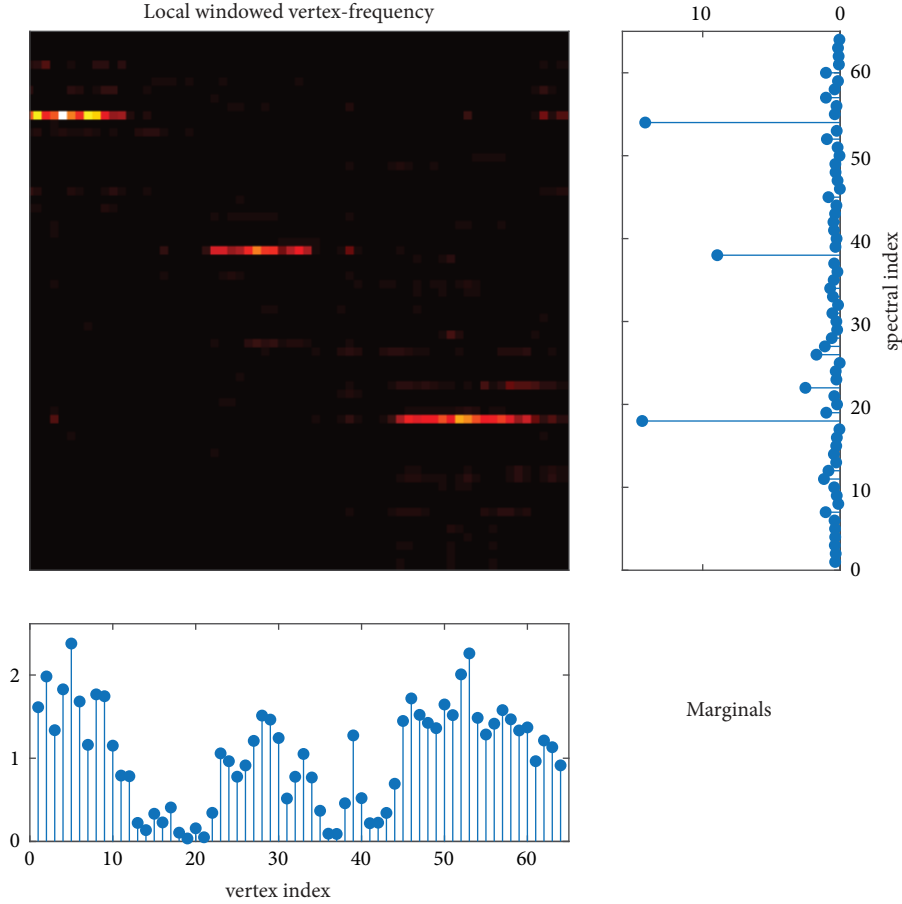 Local windowed vertex-frequency
10 0
60
50
40
30
20
10
0
spectral index
2
1
0
0 10 20 30 40 50 60
vertex index
Marginals